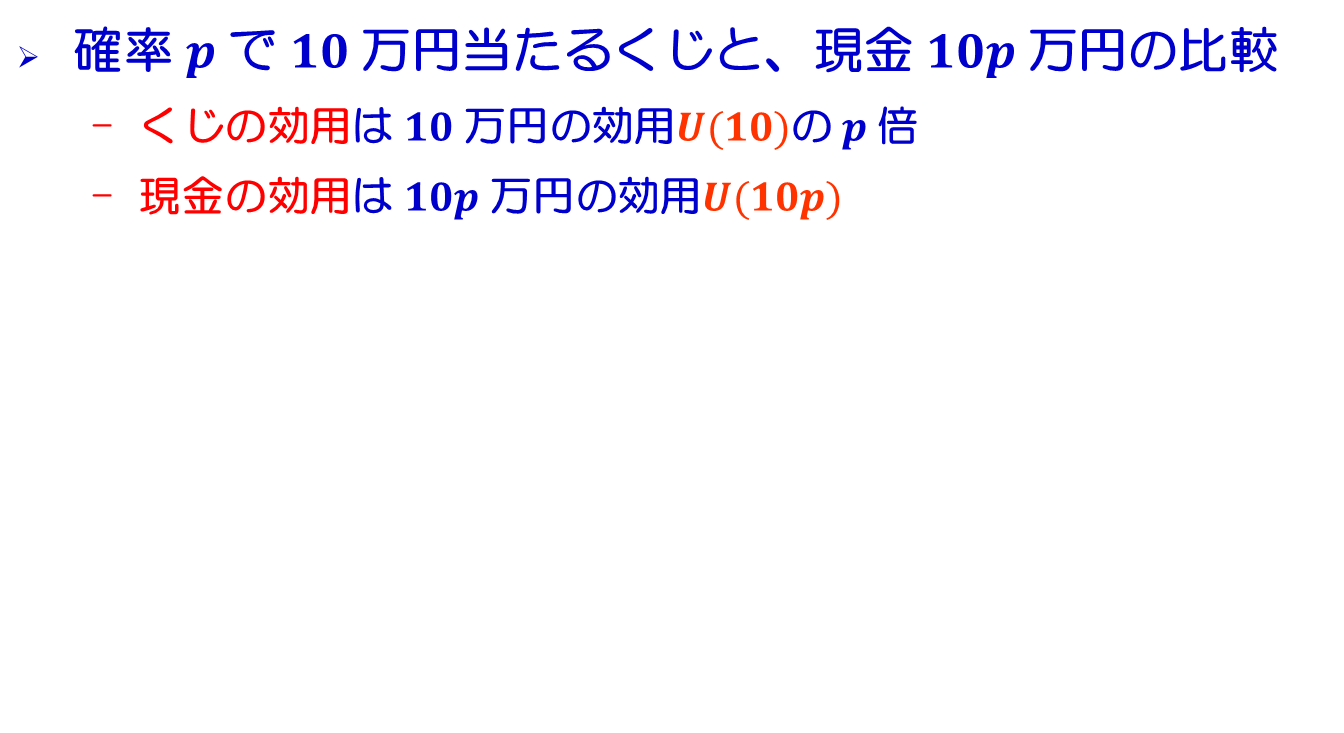 ➢ 確率 p で 10 万円当たるくじと、現金 10p 万円の比較
– くじの効用は 10 万円の効用U(10)の p 倍
– 現金の効用は 10p 万円の効用U(10p)